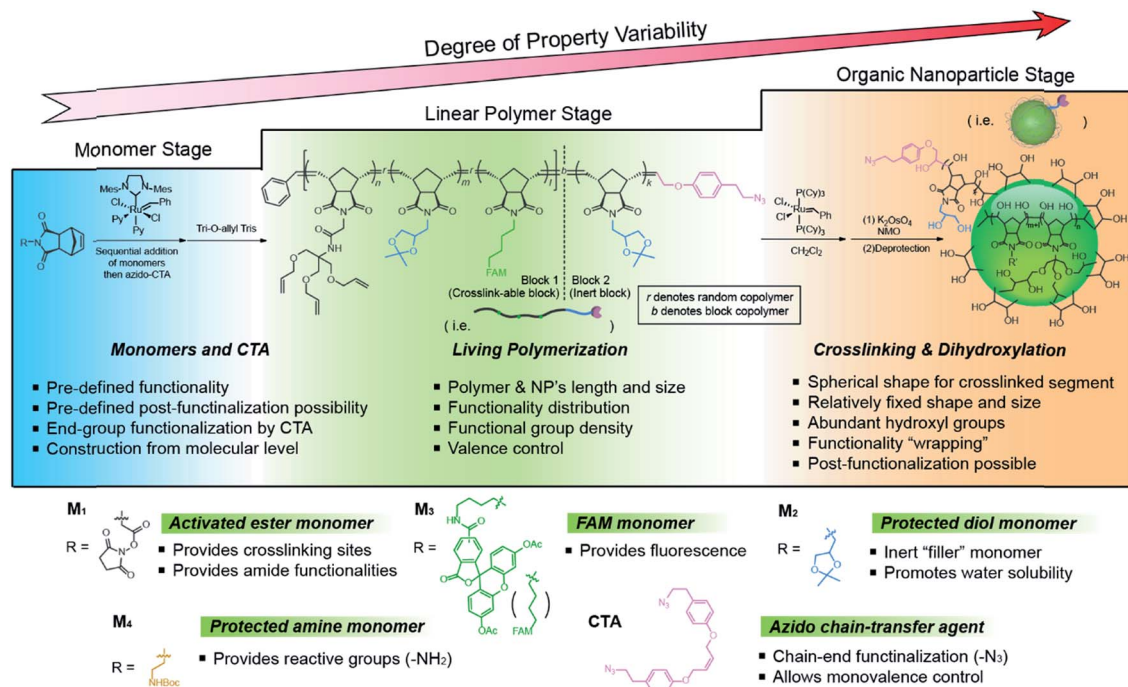 Degree of Property Variability
Monomer Stage
Linear Polymer Stage
Organic Nanoparticle Stage
Mes
N
N
Mes
Cl
Ru
Ph
Cl
Py
Py
R-N
O
O
Sequential addition
of monomers
then azido-CTA
Tri-O-allyl Tris
n
r
m
r
l
b
k
FAM
N3
Block 1
(Crosslink-able block)
Block 2
(Inert block)
(i.e.
)
r denotes random copolymer
b denotes block copolymer
P(Cy)3
Cl
Ru
Ph
Cl
P(Cy)3
CH2Cl2
(1) K2OsO4
NMO
(2)Deprotection
( i.e.
)
Monomers and CTA
▪ Pre-defined functionality
▪ Pre-defined post-functinalization possibility
▪ End-group functionalization by CTA
▪ Construction from molecular level
Living Polymerization
▪ Polymer & NP's length and size
▪ Functionality distribution
▪ Functional group density
▪ Valence control
Crosslinking & Dihydroxylation
▪ Spherical shape for crosslinked segment
▪ Relatively fixed shape and size
▪ Abundant hydroxyl groups
▪ Functionality "wrapping"
▪ Post-functionalization possible
M1
R =
Activated ester monomer
▪ Provides crosslinking sites
▪ Provides amide functionalities
M3
R =
HN
O
OAc
O
O
O
OAc
FAM
FAM monomer
▪ Provides fluorescence
M2
R =
O
O
Protected diol monomer
▪ Inert "filler" monomer
▪ Promotes water solubility
M4
R =
NHBoc
Protected amine monomer
▪ Provides reactive groups (-NH2)
CTA
N3
O
O
N3
Azido chain-transfer agent
▪ Chain-end functinalization (-N3)
▪ Allows monovalence control